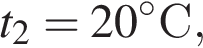 t₂ = 20°C,